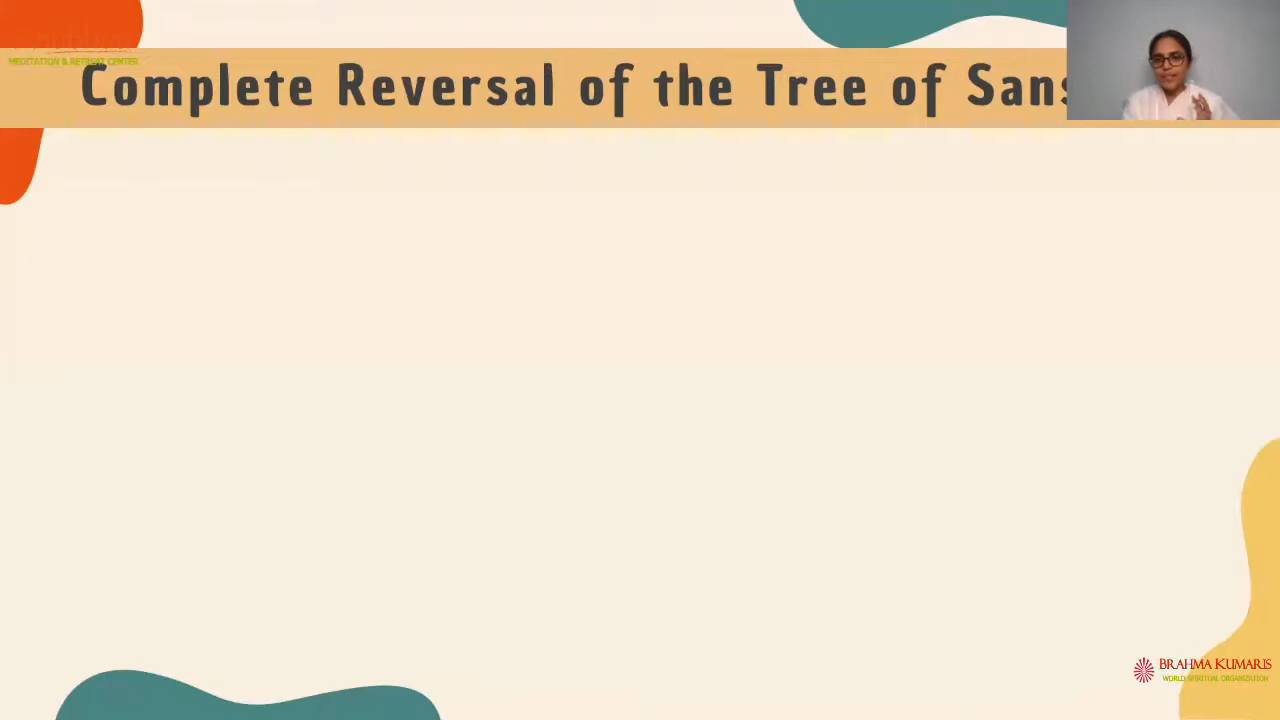 MEDITATION & RETREAT CENTER
Complete Reversal of the Tree of Sans
BRAHMA KUMARIS
WORLD SPIRITUAL ORGANIZATION